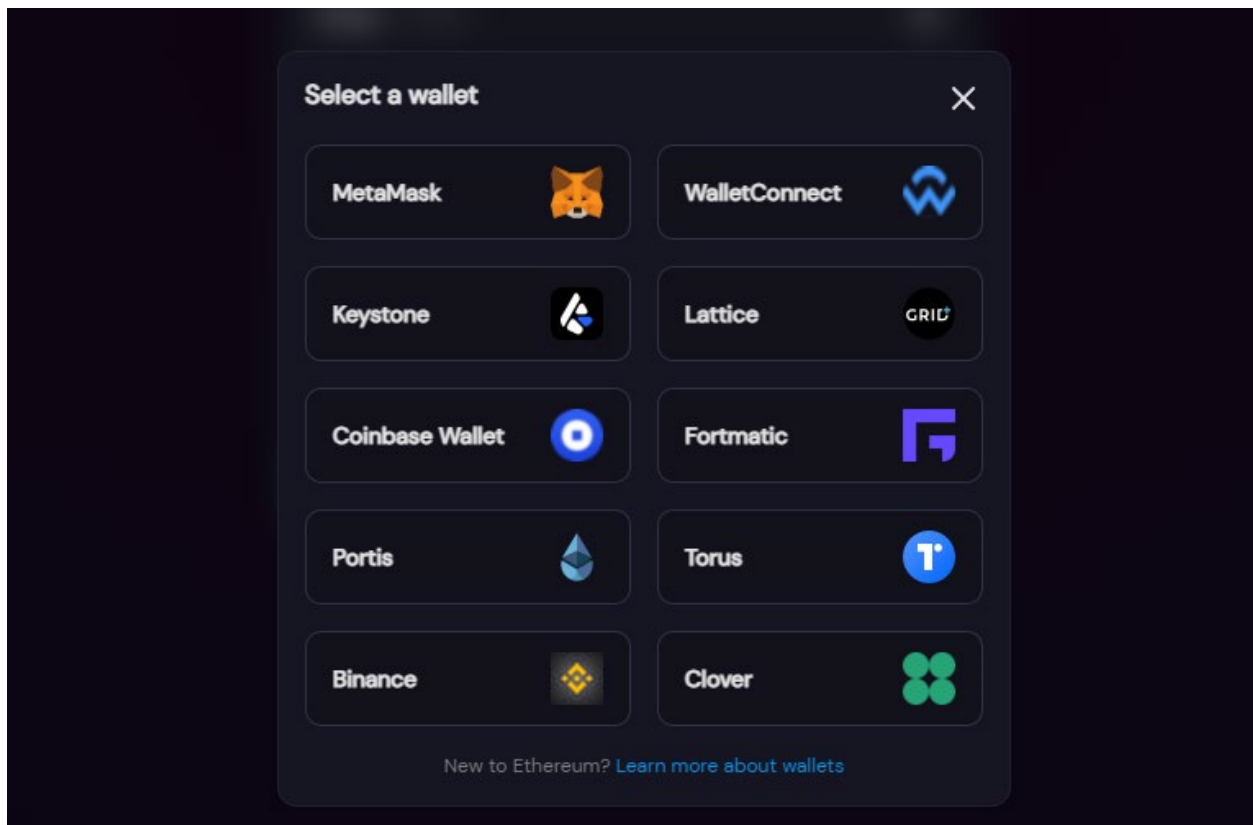 Select a wallet
MetaMask
WalletConnect
Keystone
Lattice
GRID+
Coinbase Wallet
Fortmatic
Portis
Torus
Binance
Clover
New to Ethereum? Learn more about wallets